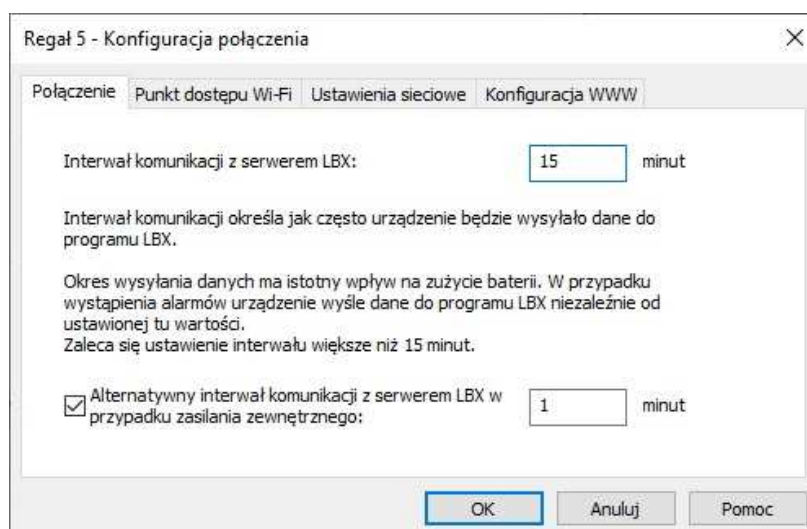 Regał 5 - Konfiguracja połączenia
Połączenie Punkt dostępu Wi-Fi Ustawienia sieciowe Konfiguracja WWW
Interwał komunikacji z serwerem LBX: 15 minut
Interwał komunikacji określa jak często urządzenie będzie wysyłało dane do
programu LBX.
Okres wysyłania danych ma istotny wpływ na zużycie baterii. W przypadku
wystąpienia alarmów urządzenie wyśle dane do programu LBX niezależnie od
ustawionej tu wartości.
Zaleca się ustawienie interwału większe niż 15 minut.
Alternatywny interwał komunikacji z serwerem LBX w
przypadku zasilania zewnętrznego: 1 minut
OK Anuluj Pomoc